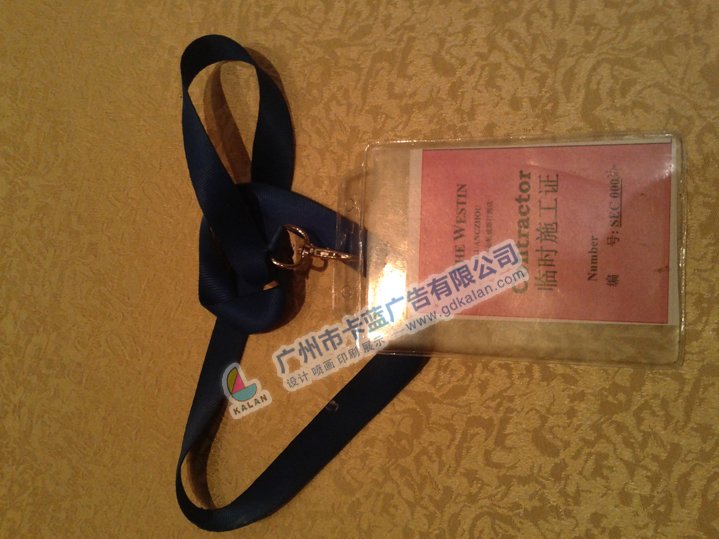 THE WESTIN
Contractor
临时施工证
Number
编 号: SEC 000
广州市卡蓝广告有限公司
设计 喷画 印刷 展示 — www.gdkalan.com
KALAN